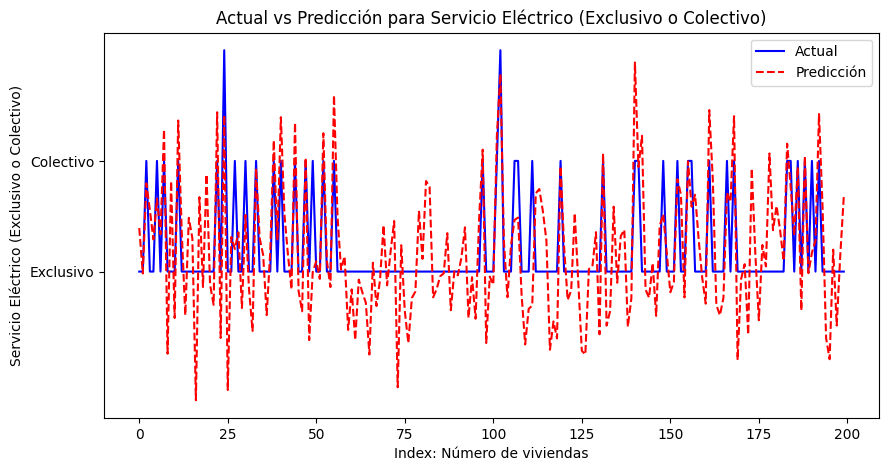 Actual vs Predicción para Servicio Eléctrico (Exclusivo o Colectivo)
Actual
Predicción
Servicio Eléctrico (Exclusivo o Colectivo)
Colectivo
Exclusivo
0 25 50 75 100 125 150 175 200
Index: Número de viviendas